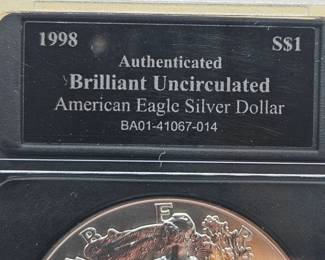 1998 S$1
Authenticated
Brilliant Uncirculated
American Eagle Silver Dollar
BA01-41067-014
B E R